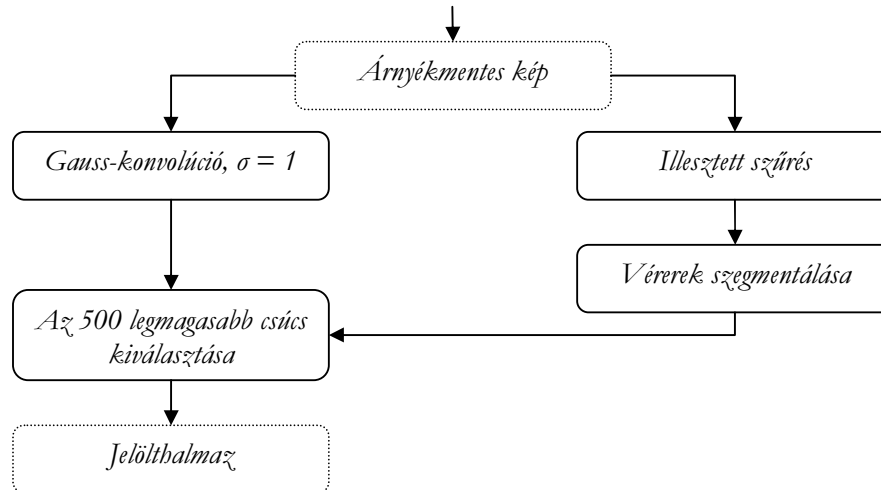 Árnyékmentes kép
Gauss-konvolúció, σ = 1
Illesztett szűrés
Vérerek szegmentálása
Az 500 legmagasabb csúcs
kiválasztása
Jelölthalmaz